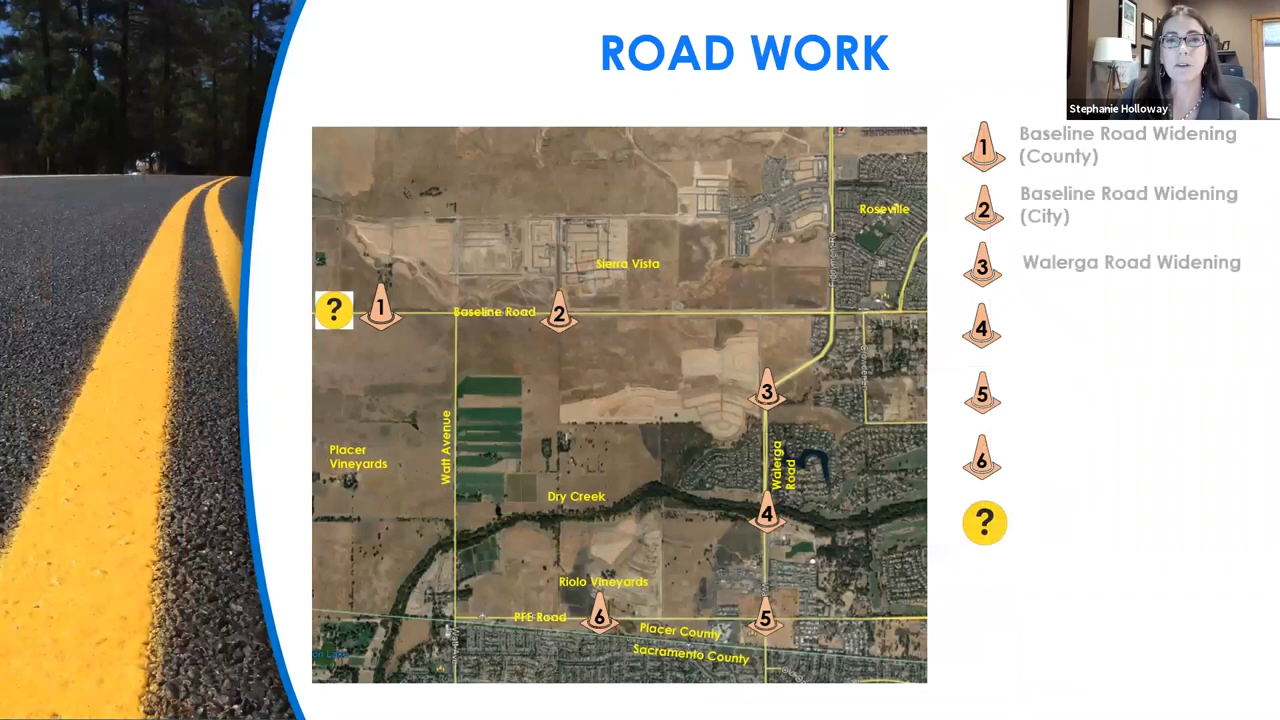 ROAD WORK
Stephanie Holloway
1
Baseline Road Widening
(County)
2
Baseline Road Widening
(City)
3
Walerga Road Widening
4
5
6
?
Roseville
Sierra Vista
?
1
Baseline Road
2
3
Watt Avenue
Walerga
Road
Placer
Vineyards
Dry Creek
4
Riolo Vineyards
PFE Road
6
5
Placer County
Sacramento County